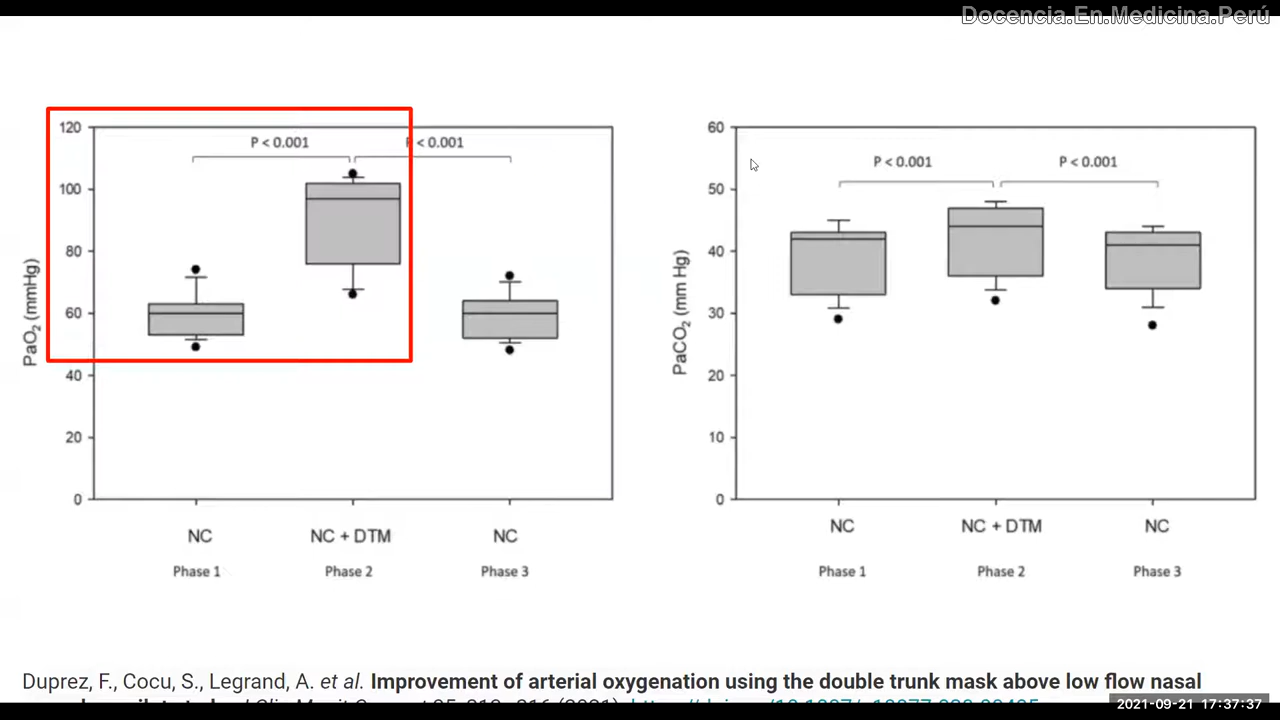 Docencia.En.Medicina.Perú
120
100
80
60
40
20
0
PaO2 (mmHg)
P < 0.001
P < 0.001
NC
NC + DTM
NC
Phase 1
Phase 2
Phase 3
60
50
40
30
20
10
0
PaCO2 (mm Hg)
P < 0.001
P < 0.001
NC
NC + DTM
NC
Phase 1
Phase 2
Phase 3
Duprez, F., Cocu, S., Legrand, A. et al. Improvement of arterial oxygenation using the double trunk mask above low flow nasal
2021-09-21 17:37:37